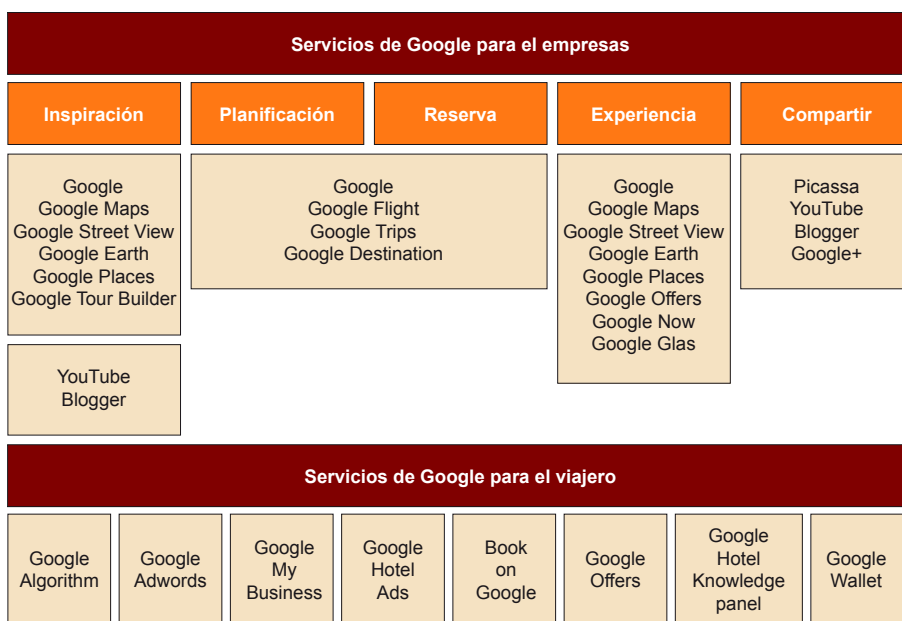 Servicios de Google para el empresas
Inspiración
Planificación
Reserva
Experiencia
Compartir
Google
Google Maps
Google Street View
Google Earth
Google Places
Google Tour Builder
YouTube
Blogger
Google
Google Flight
Google Trips
Google Destination
Google
Google Maps
Google Street View
Google Earth
Google Places
Google Offers
Google Now
Google Glas
Picassa
YouTube
Blogger
Google+
Servicios de Google para el viajero
Google
Algorithm
Google
Adwords
Google
My
Business
Google
Hotel
Ads
Book
on
Google
Google
Offers
Google
Hotel
Knowledge
panel
Google
Wallet